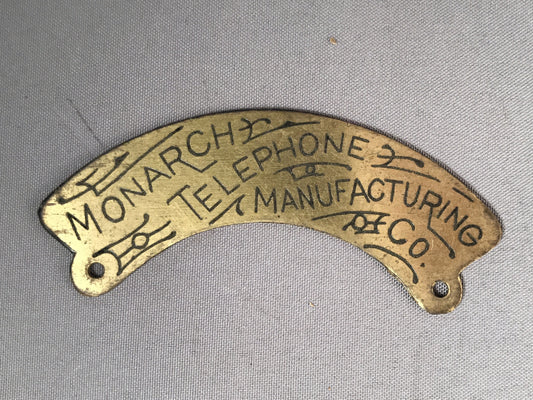 MONARCH
TELEPHONE
MANUFACTURING
Co.